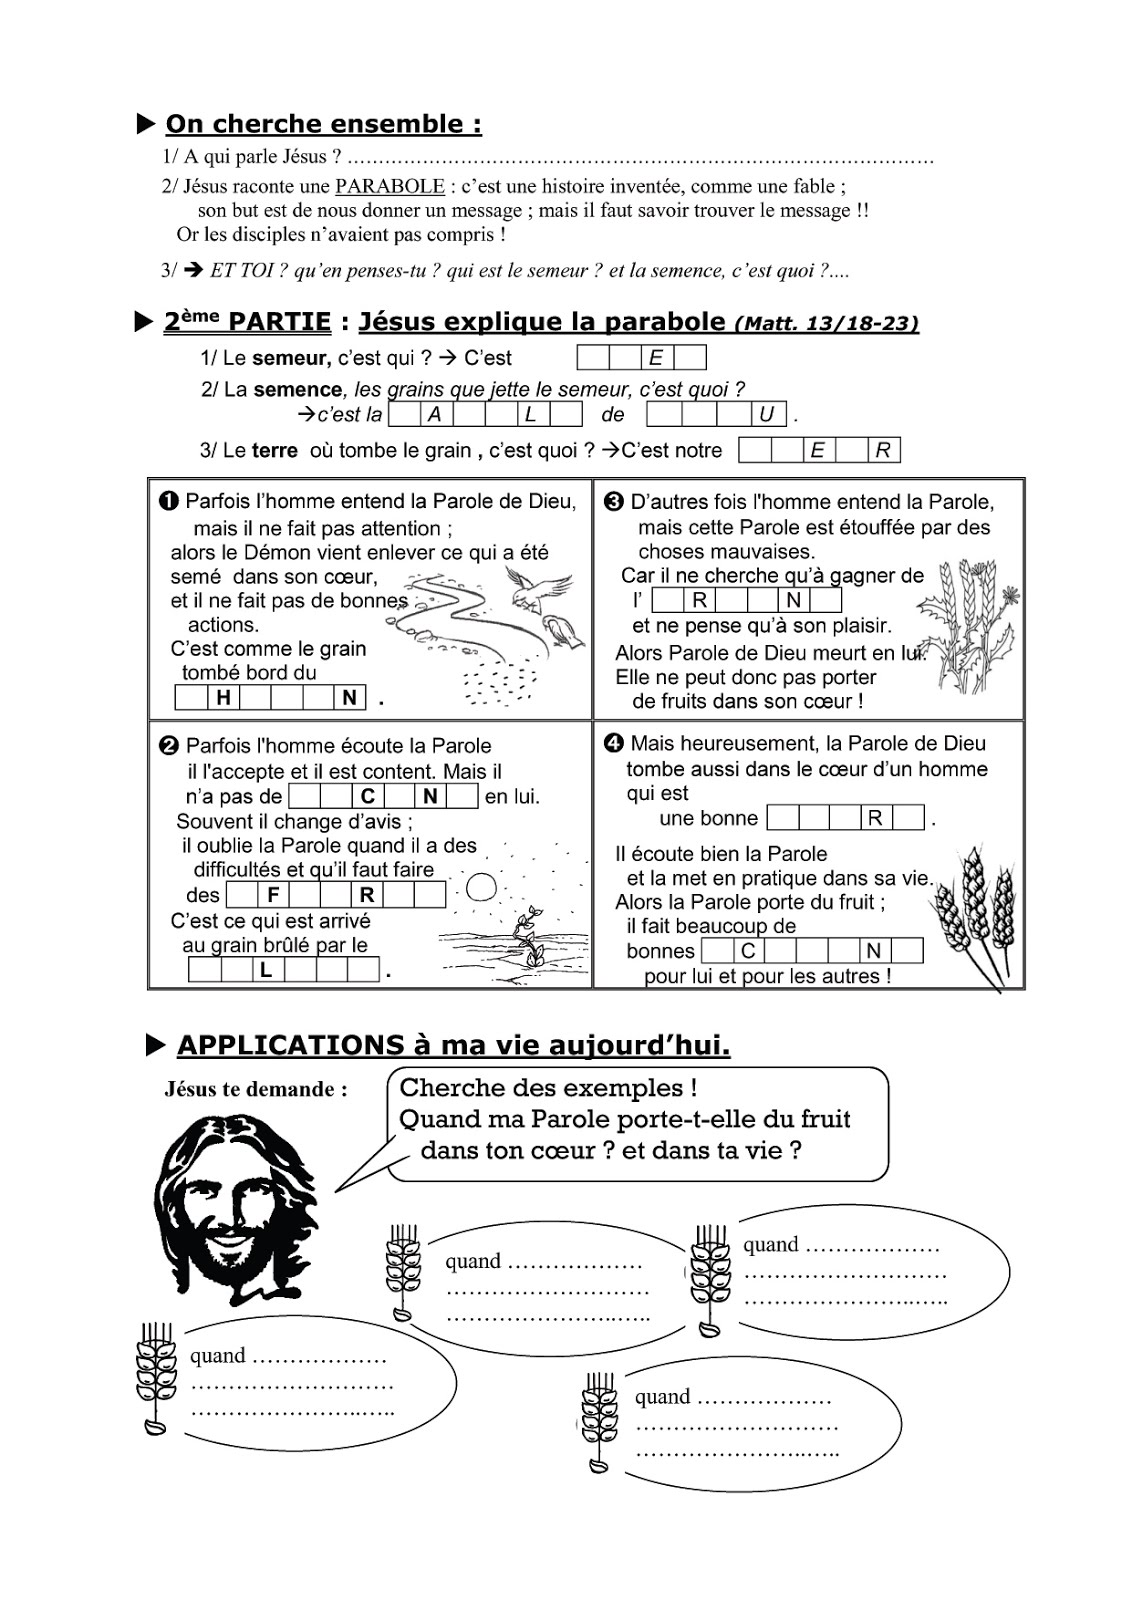 ▶ On cherche ensemble :
1/ A qui parle Jésus ? ……………………………………………………………………………………
2/ Jésus raconte une PARABOLE : c’est une histoire inventée, comme une fable ;
son but est de nous donner un message ; mais il faut savoir trouver le message !!
Or les disciples n’avaient pas compris !
3/ ➔ ET TOI ? qu’en penses-tu ? qui est le semeur ? et la semence, c’est quoi ?....
▶ 2ème PARTIE : Jésus explique la parabole (Matt. 13/18-23)
1/ Le semeur, c’est qui ? → C’est E
2/ La semence, les grains que jette le semeur, c’est quoi ?
→c’est la A L de U .
3/ Le terre où tombe le grain , c’est quoi ? →C’est notre E R
❶ Parfois l’homme entend la Parole de Dieu,
mais il ne fait pas attention ;
alors le Démon vient enlever ce qui a été
semé dans son cœur,
et il ne fait pas de bonnes
actions.
C’est comme le grain
tombé bord du
H N .
❷ Parfois l'homme écoute la Parole
il l'accepte et il est content. Mais il
n’a pas de C N en lui.
Souvent il change d’avis ;
il oublie la Parole quand il a des
difficultés et qu’il faut faire
des F R
C’est ce qui est arrivé
au grain brûlé par le
L .
❸ D’autres fois l'homme entend la Parole,
mais cette Parole est étouffée par des
choses mauvaises.
Car il ne cherche qu’à gagner de
l’ R N
et ne pense qu’à son plaisir.
Alors Parole de Dieu meurt en lui.
Elle ne peut donc pas porter
de fruits dans son cœur !
❹ Mais heureusement, la Parole de Dieu
tombe aussi dans le cœur d’un homme
qui est
une bonne R .
Il écoute bien la Parole
et la met en pratique dans sa vie.
Alors la Parole porte du fruit ;
il fait beaucoup de
bonnes C N
pour lui et pour les autres !
▶ APPLICATIONS à ma vie aujourd’hui.
Jésus te demande :
Cherche des exemples !
Quand ma Parole porte-t-elle du fruit
dans ton cœur ? et dans ta vie ?
quand …………………
…………………………
……………………..…..
quand …………………
…………………………
……………………..…..
quand …………………
…………………………
……………………..…..
quand …………………
…………………………
……………………..…..